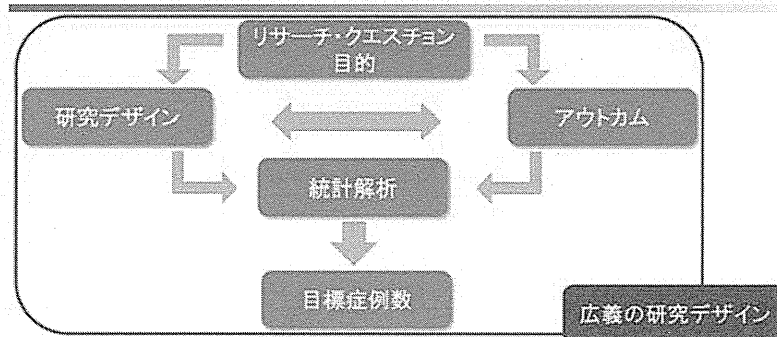 リサーチ・クエスチョン
目的
研究デザイン
アウトカム
統計解析
目標症例数
広義の研究デザイン